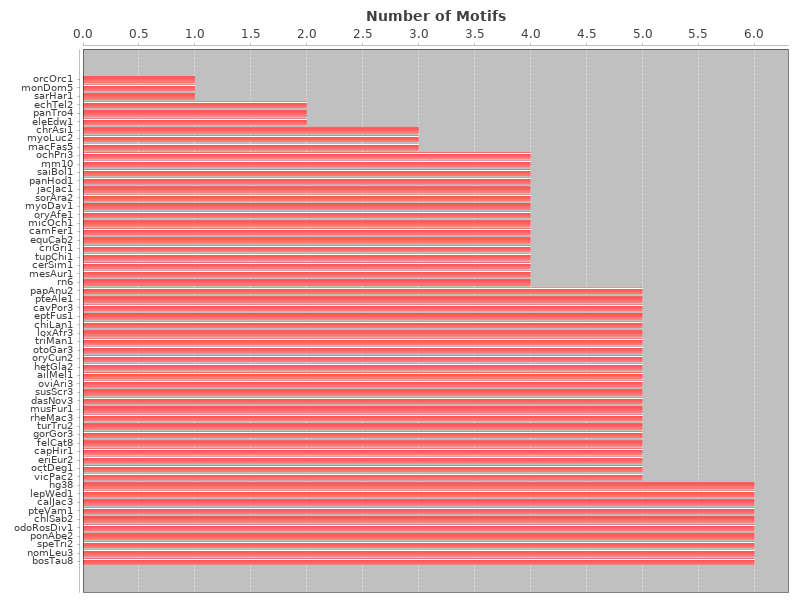 Number of Motifs
0.0 0.5 1.0 1.5 2.0 2.5 3.0 3.5 4.0 4.5 5.0 5.5 6.0
orcOrc1
monDom5
sarHar1
echTel2
panTro4
eleEdw1
chrAsi1
myoLuc2
macFas5
ochPri3
mm10
saiBol1
panHod1
jacJac1
sorAra2
myoDav1
oryAfe1
micOch1
camFer1
equCab2
criGri1
tupChi1
cerSim1
mesAur1
rn6
papAnu2
pteAle1
cavPor3
eptFus1
chiLan1
loxAfr3
triMan1
otoGar3
oryCun2
hetGla2
ailMel1
oviAri3
susScr3
dasNov3
musFur1
rheMac3
turTru2
gorGor3
felCat8
capHir1
eriEur2
octDeg1
vicPac2
hg38
lepWed1
calJac3
pteVam1
chlSab2
odoRosDiv1
ponAbe2
speTri2
nomLeu3
bosTau8